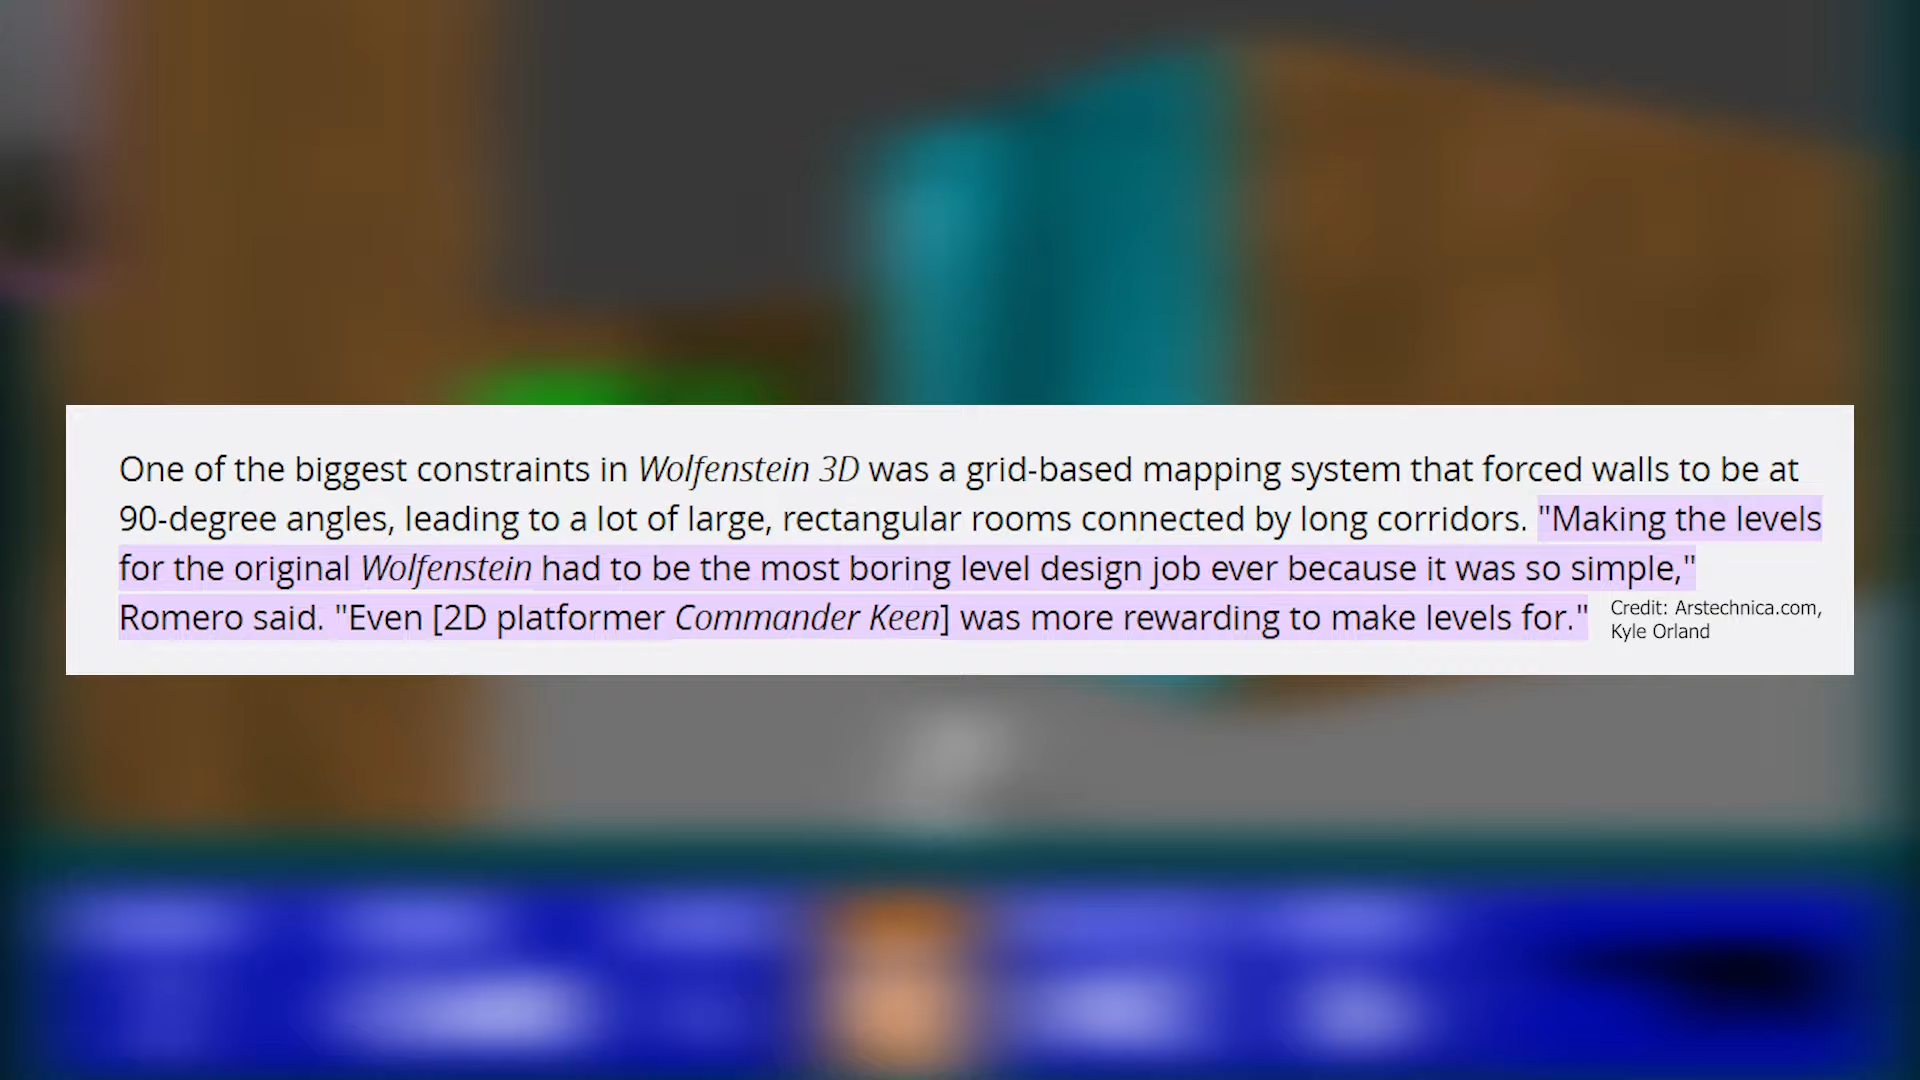 One of the biggest constraints in Wolfenstein 3D was a grid-based mapping system that forced walls to be at
90-degree angles, leading to a lot of large, rectangular rooms connected by long corridors. "Making the levels
for the original Wolfenstein had to be the most boring level design job ever because it was so simple,"
Romero said. "Even [2D platformer Commander Keen] was more rewarding to make levels for."
Credit: Arstechnica.com,
Kyle Orland